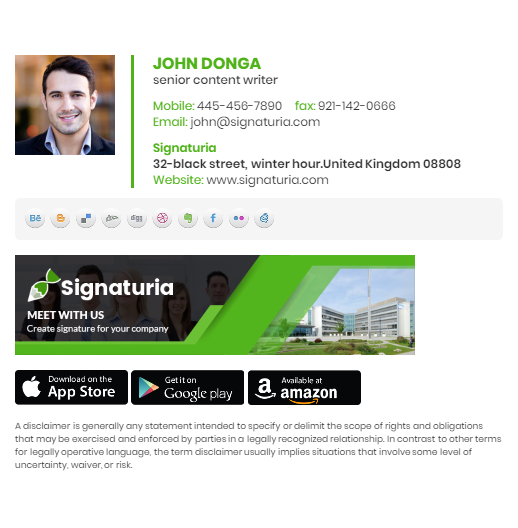 JOHN DONGA
senior content writer
Mobile: 445-456-7890 fax: 921-142-0666
Email: john@signaturia.com
Signaturia
32-black street, winter hour.United Kingdom 08808
Website: www.signaturia.com
Bē
digg
f
Signaturia
MEET WITH US
Create signature for your company
Download on the
App Store
Get it on
Google play
Available at
a amazon
A disclaimer is generally any statement intended to specify or delimit the scope of rights and obligations
that may be exercised and enforced by parties in a legally recognized relationship. In contrast to other terms
for legally operative language, the term disclaimer usually implies situations that involve some level of
uncertainty, waiver, or risk.